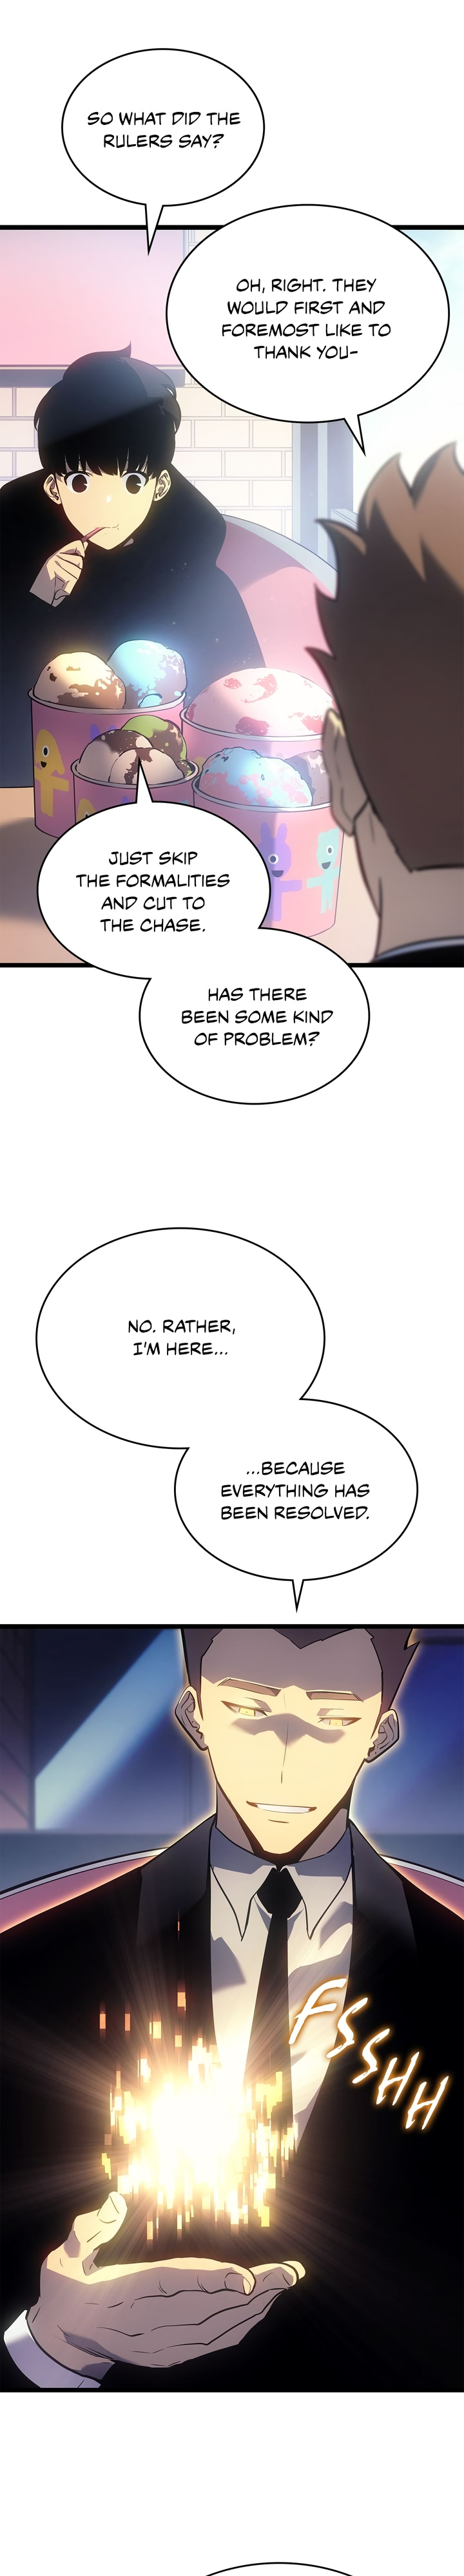 SO WHAT DID THE
RULERS SAY?
OH, RIGHT. THEY
WOULD FIRST AND
FOREMOST LIKE TO
THANK YOU-
JUST SKIP
THE FORMALITIES
AND CUT TO
THE CHASE.
HAS THERE
BEEN SOME KIND
OF PROBLEM?
NO. RATHER,
I'M HERE...
...BECAUSE
EVERYTHING HAS
BEEN RESOLVED.
FSSHH